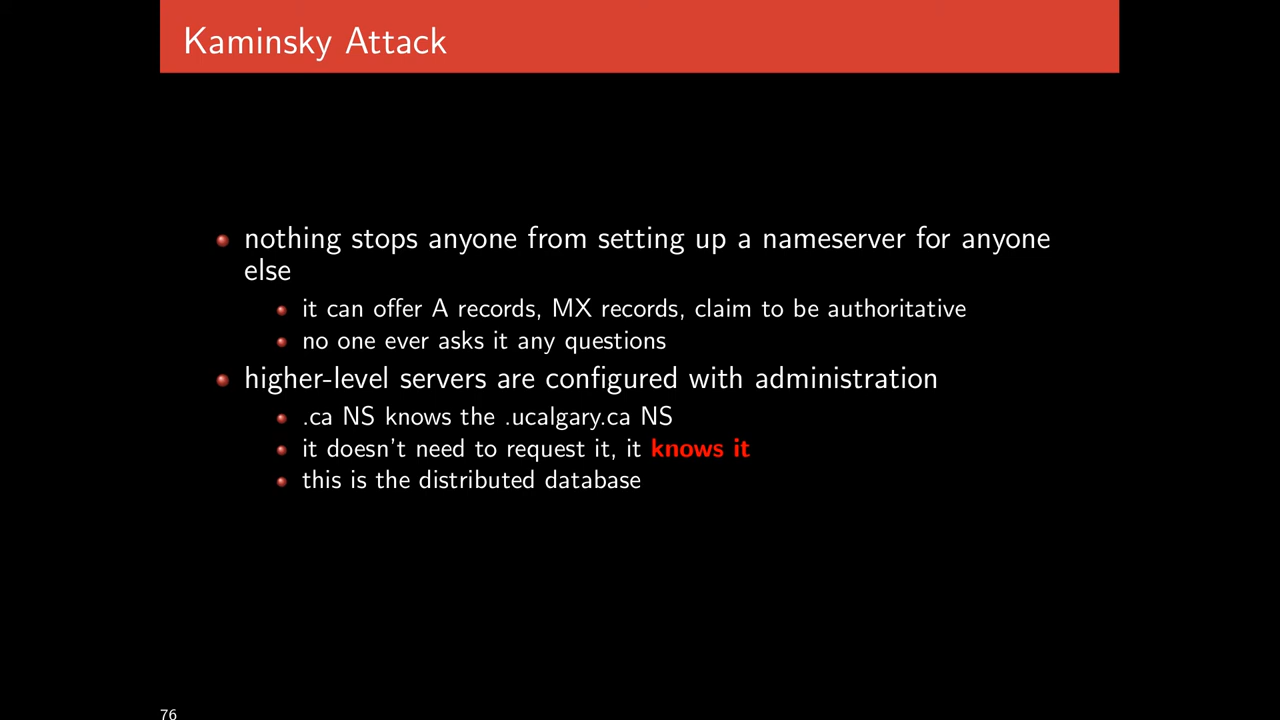 Kaminsky Attack
nothing stops anyone from setting up a nameserver for anyone
else
it can offer A records, MX records, claim to be authoritative
no one ever asks it any questions
higher-level servers are configured with administration
.ca NS knows the .ucalgary.ca NS
it doesn't need to request it, it knows it
this is the distributed database
76